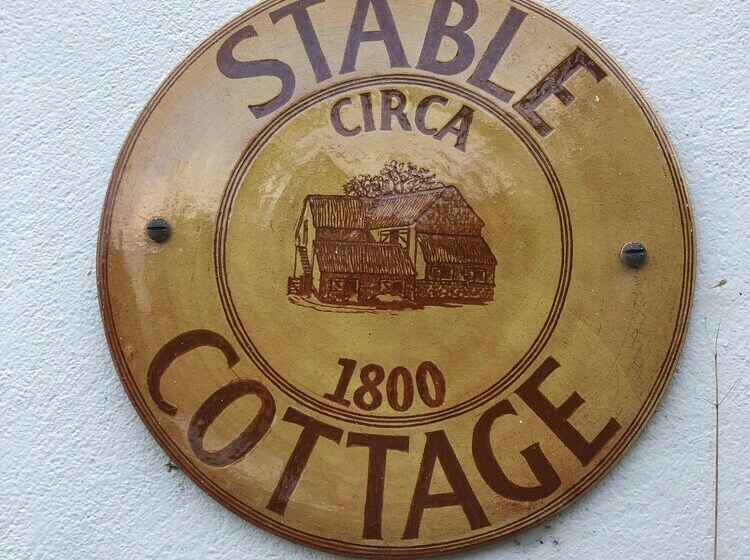 STABLE
CIRCA
1800
COTTAGE